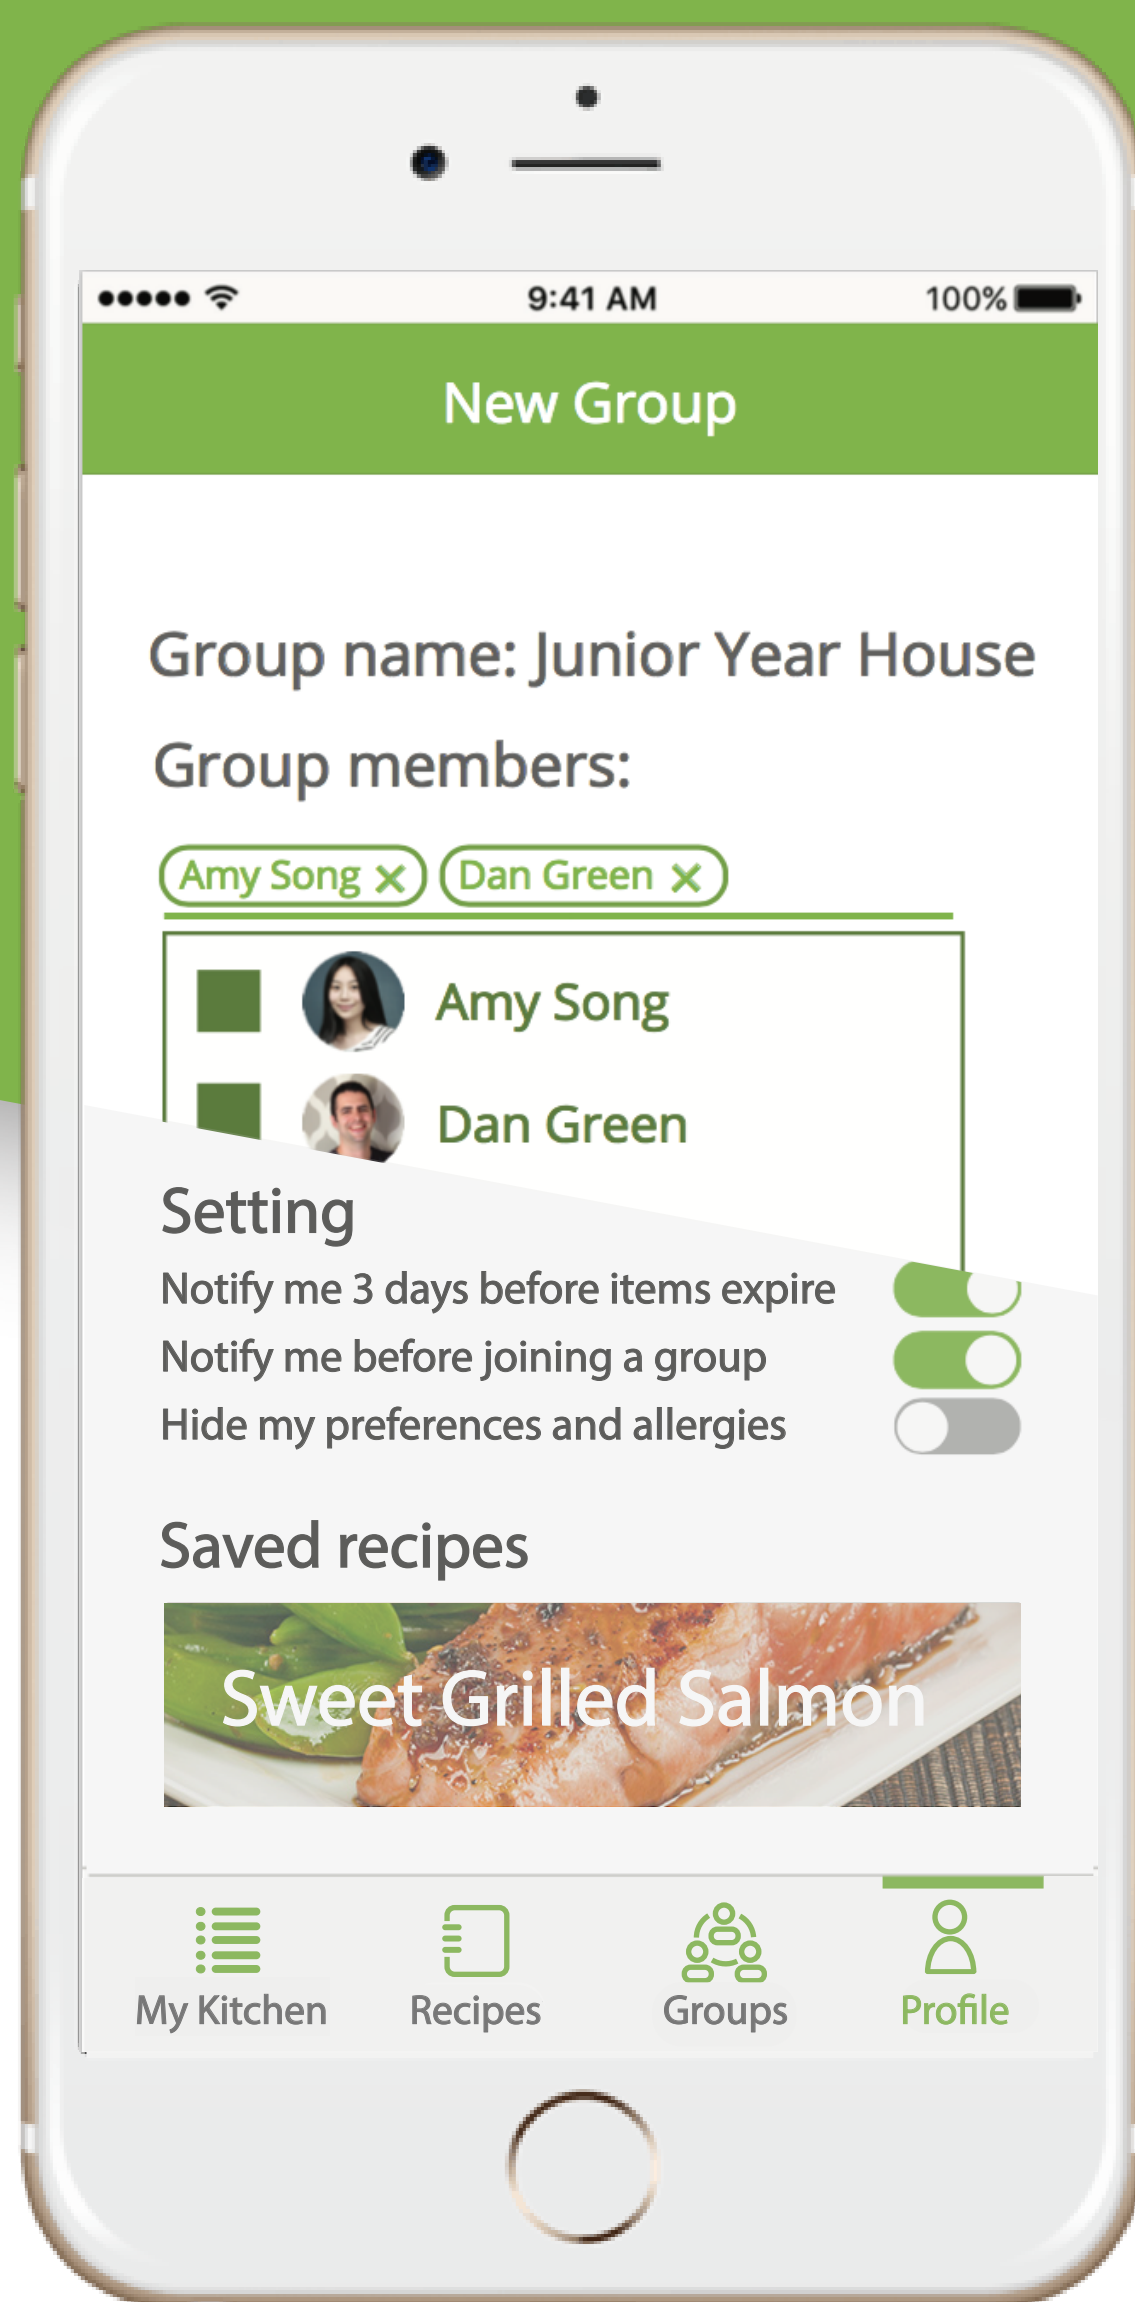 9:41 AM 100%
New Group
Group name: Junior Year House
Group members:
Amy Song × Dan Green ×
Amy Song
Dan Green
Setting
Notify me 3 days before items expire
Notify me before joining a group
Hide my preferences and allergies
Saved recipes
Sweet Grilled Salmon
My Kitchen Recipes Groups Profile